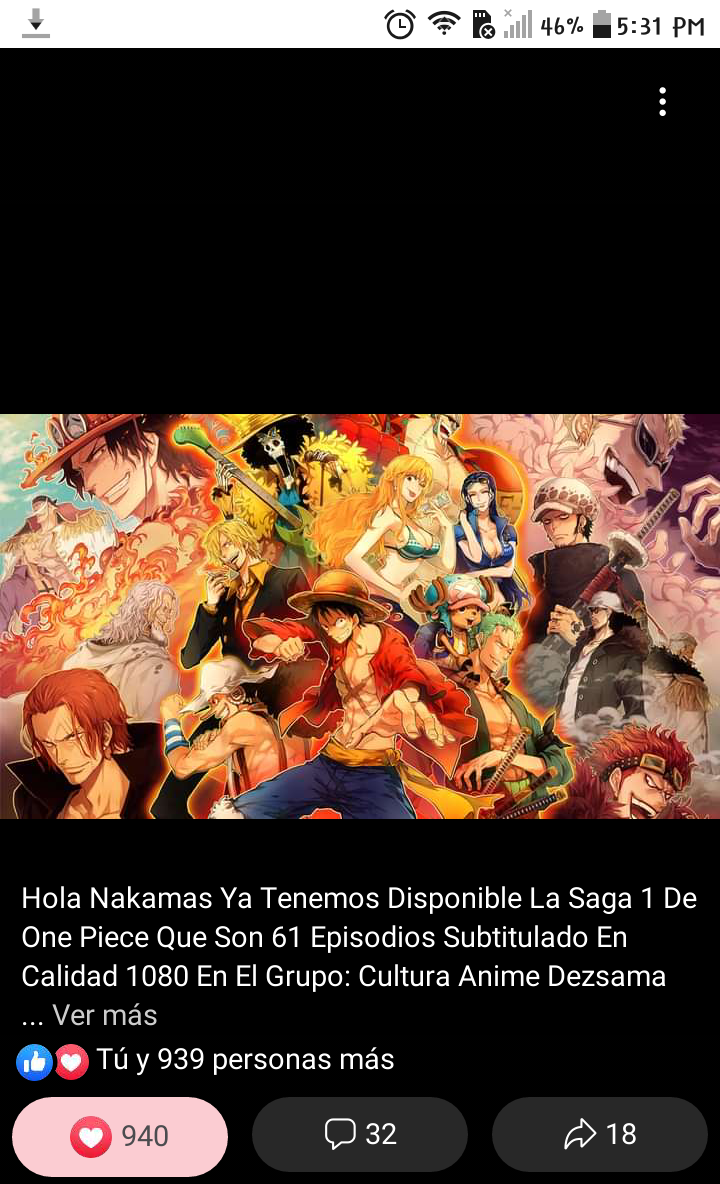 46% 5:31 PM
Hola Nakamas Ya Tenemos Disponible La Saga 1 De
One Piece Que Son 61 Episodios Subtitulado En
Calidad 1080 En El Grupo: Cultura Anime Dezsama
... Ver más
Tú y 939 personas más
940 32 18